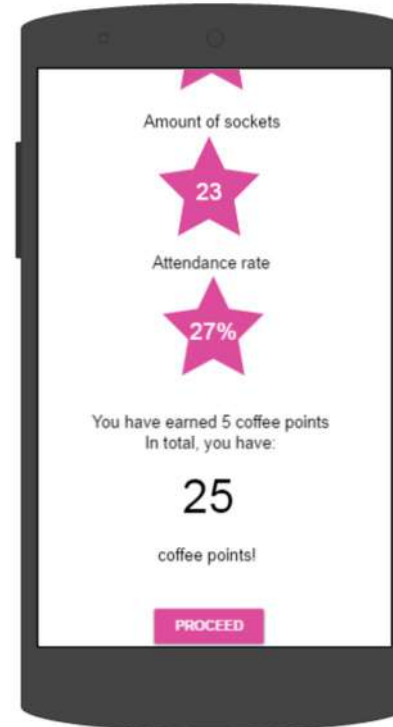 Amount of sockets
23
Attendance rate
27%
You have earned 5 coffee points
In total, you have:
25
coffee points!
PROCEED